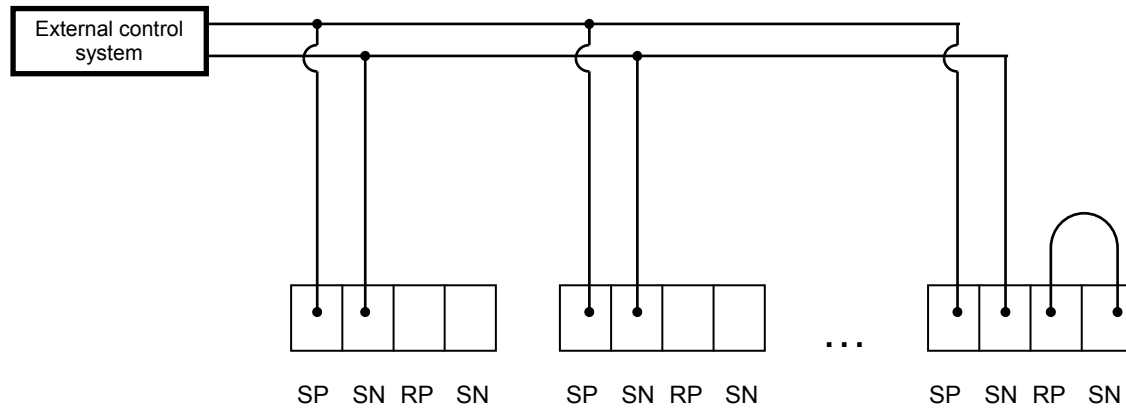 External control
system
...
SP SN RP SN
SP SN RP SN
SP SN RP SN